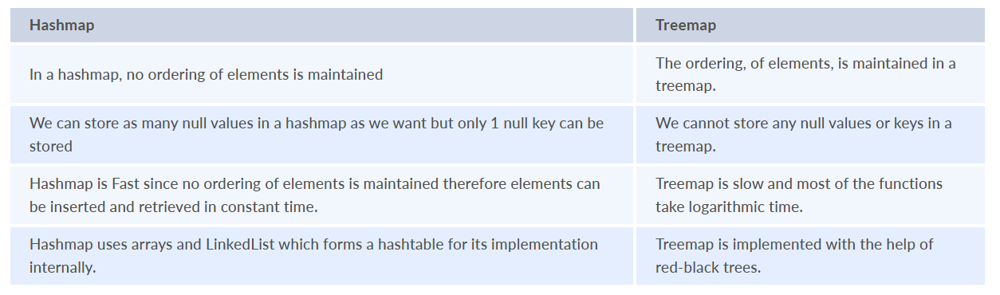 Hashmap
Treemap
In a hashmap, no ordering of elements is maintained
The ordering, of elements, is maintained in a
treemap.
We can store as many null values in a hashmap as we want but only 1 null key can be
stored
We cannot store any null values or keys in a
treemap.
Hashmap is Fast since no ordering of elements is maintained therefore elements can
be inserted and retrieved in constant time.
Treemap is slow and most of the functions
take logarithmic time.
Hashmap uses arrays and LinkedList which forms a hashtable for its implementation
internally.
Treemap is implemented with the help of
red-black trees.